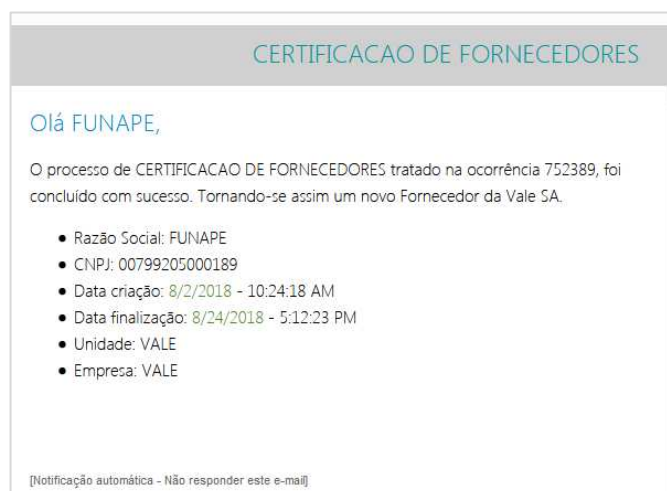 CERTIFICACAO DE FORNECEDORES
Olá FUNAPE,
O processo de CERTIFICACAO DE FORNECEDORES tratado na ocorrência 752389, foi
concluído com sucesso. Tornando-se assim um novo Fornecedor da Vale SA.
● Razão Social: FUNAPE
● CNPJ: 00799205000189
● Data criação: 8/2/2018 - 10:24:18 AM
● Data finalização: 8/24/2018 - 5:12:23 PM
● Unidade: VALE
● Empresa: VALE
[Notificação automática - Não responder este e-mail]